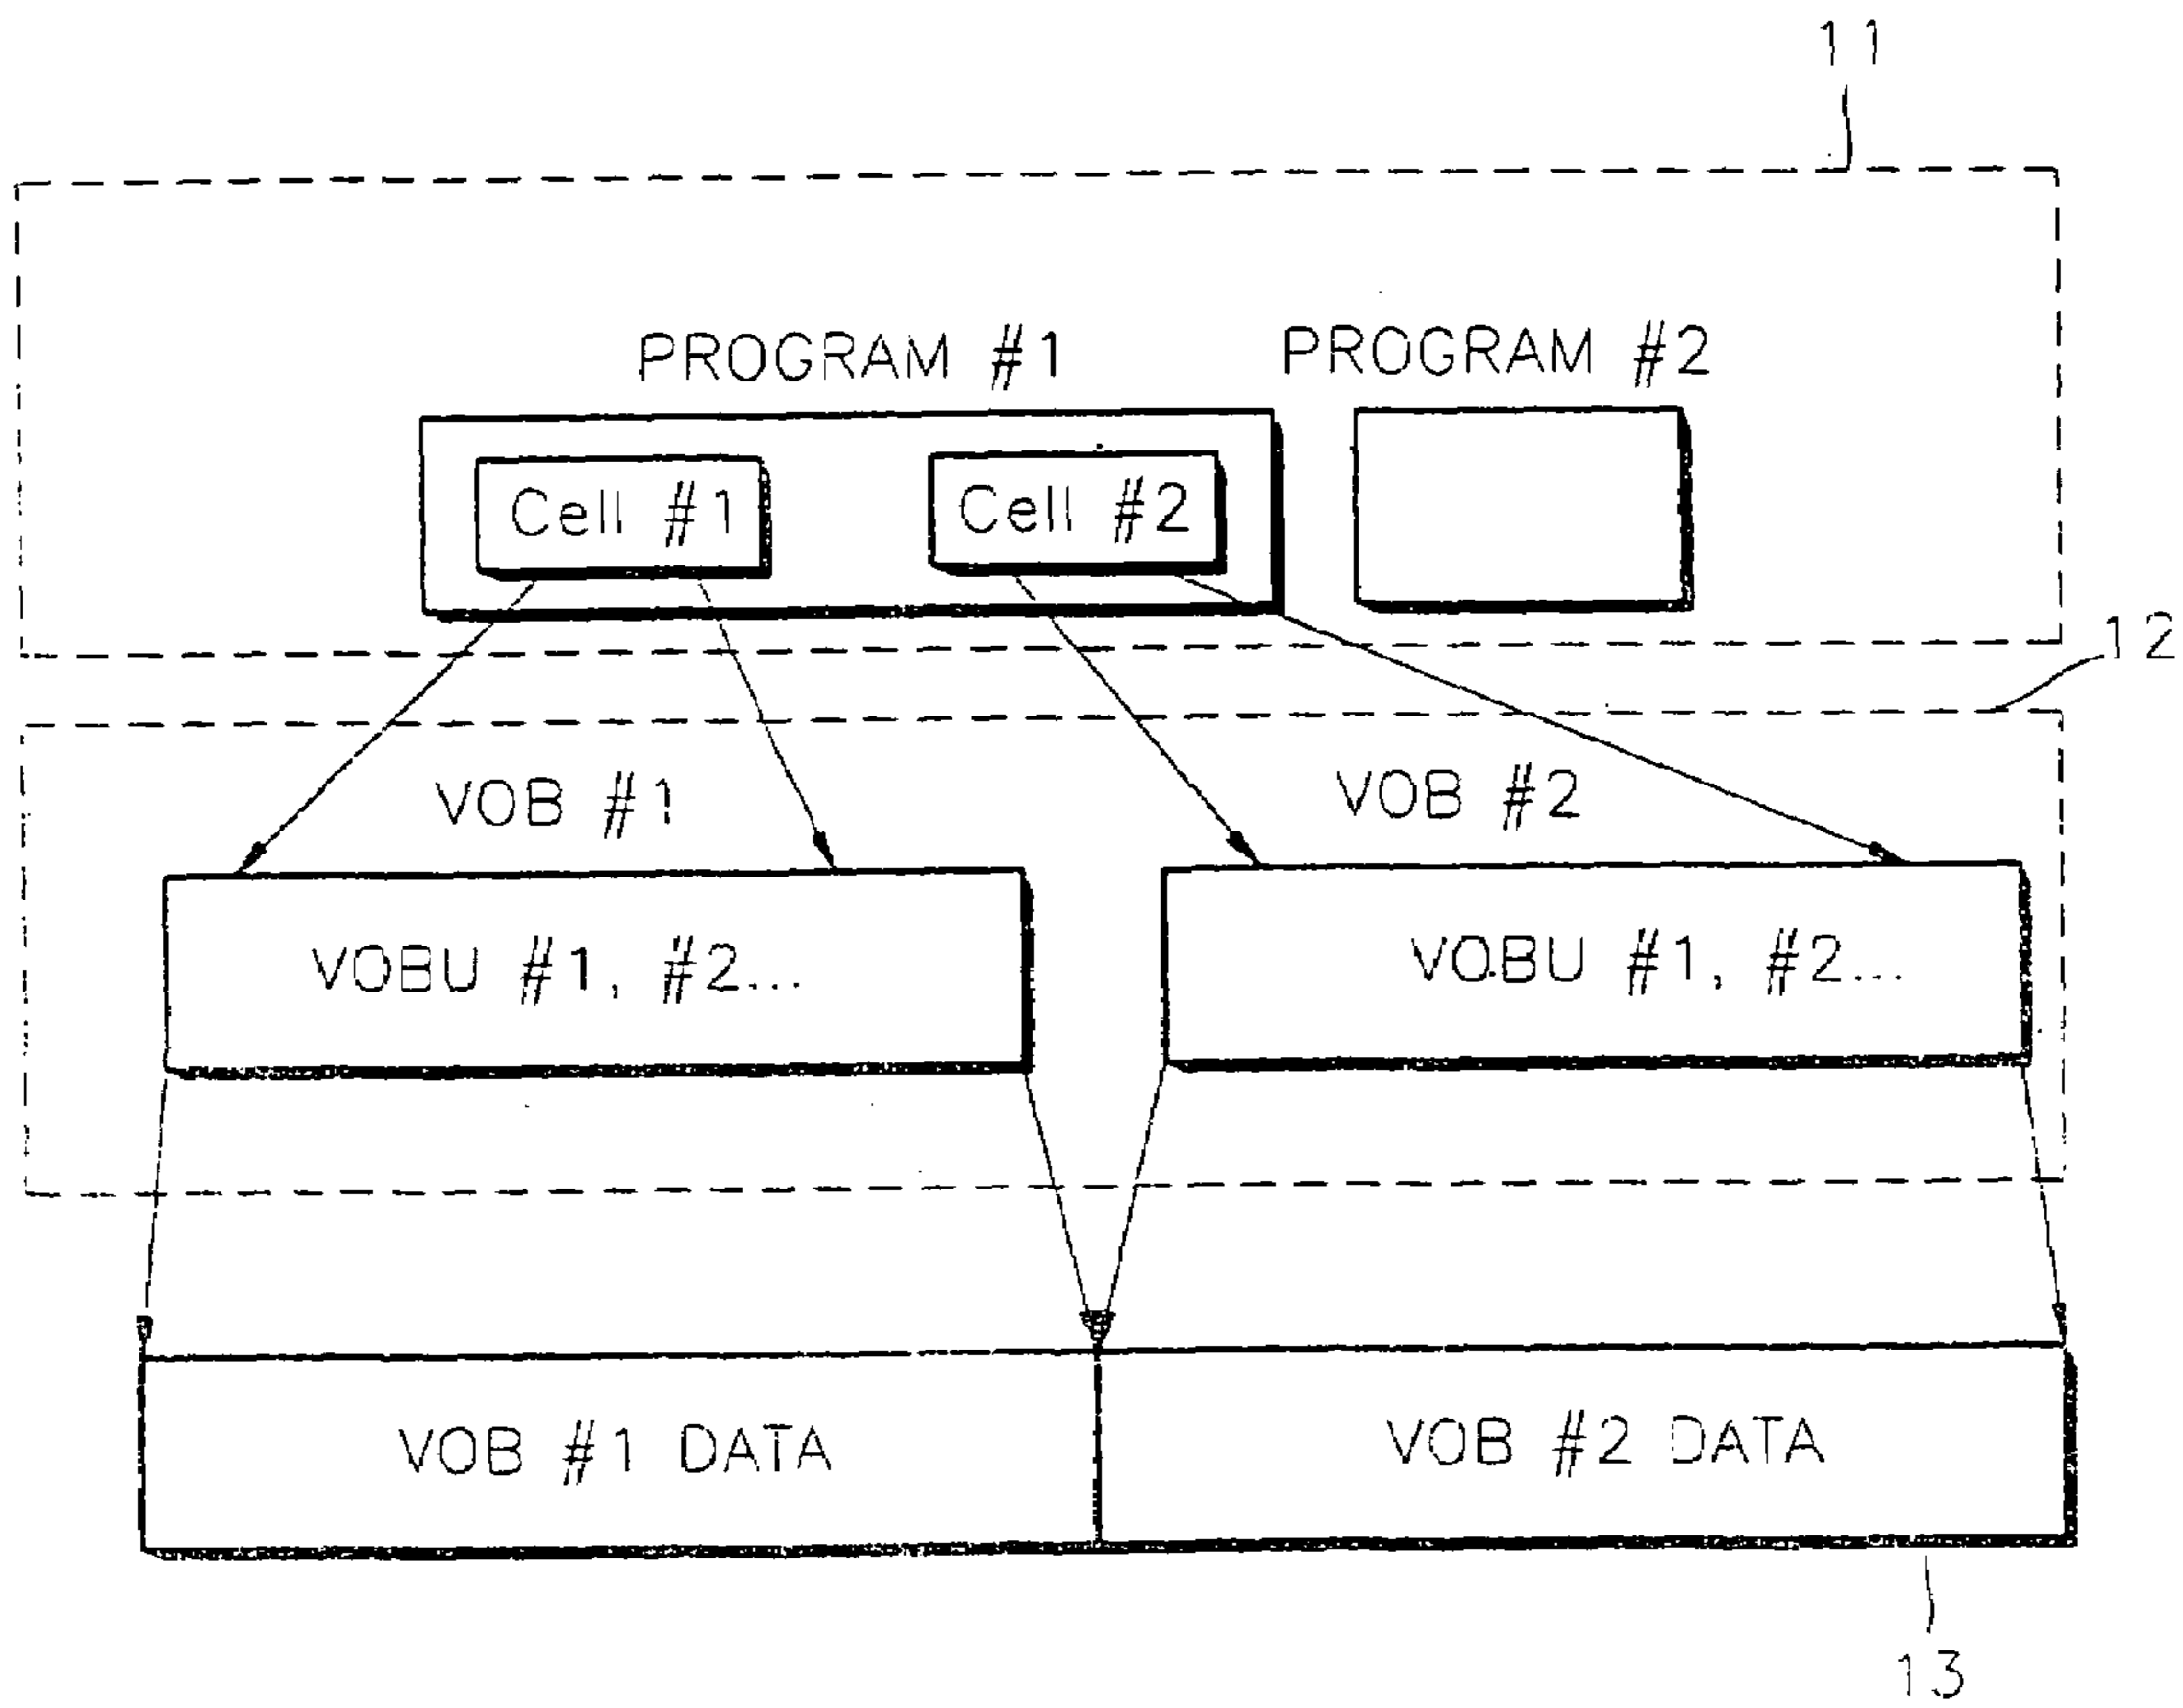 11
PROGRAM #1
PROGRAM #2
Cell #1
Cell #2
12
VOB #1
VOB #2
VOBU #1, #2...
VOBU #1, #2...
VOB #1 DATA
VOB #2 DATA
13